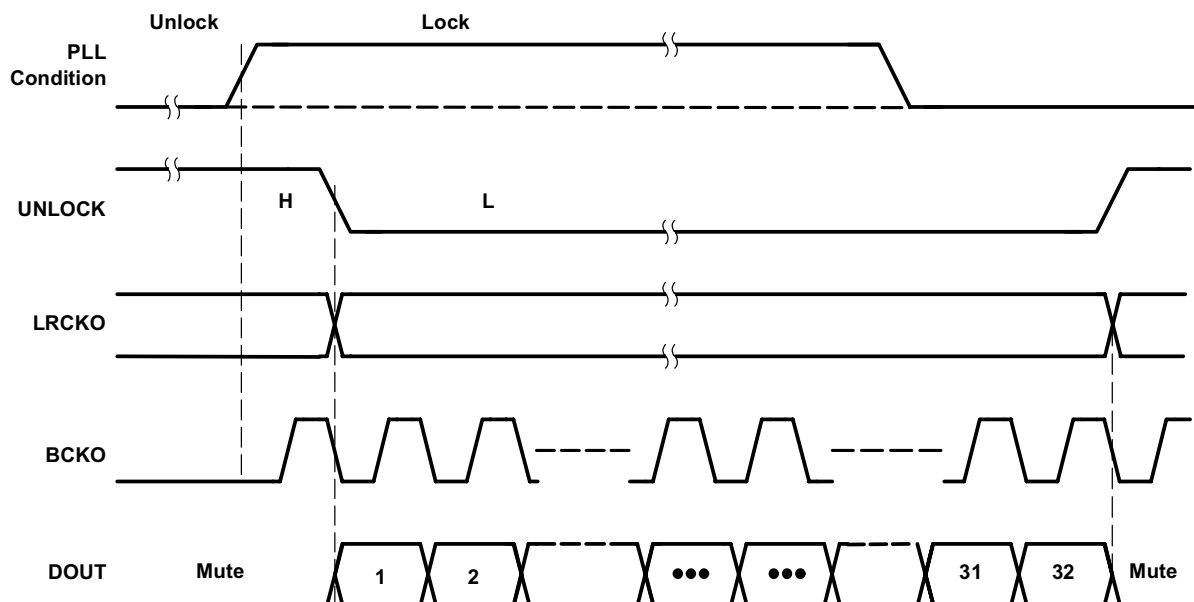 Unlock
Lock
PLL
Condition
UNLOCK
H
L
LRCKO
BCKO
DOUT
Mute
1
2
●●●
●●●
31
32
Mute